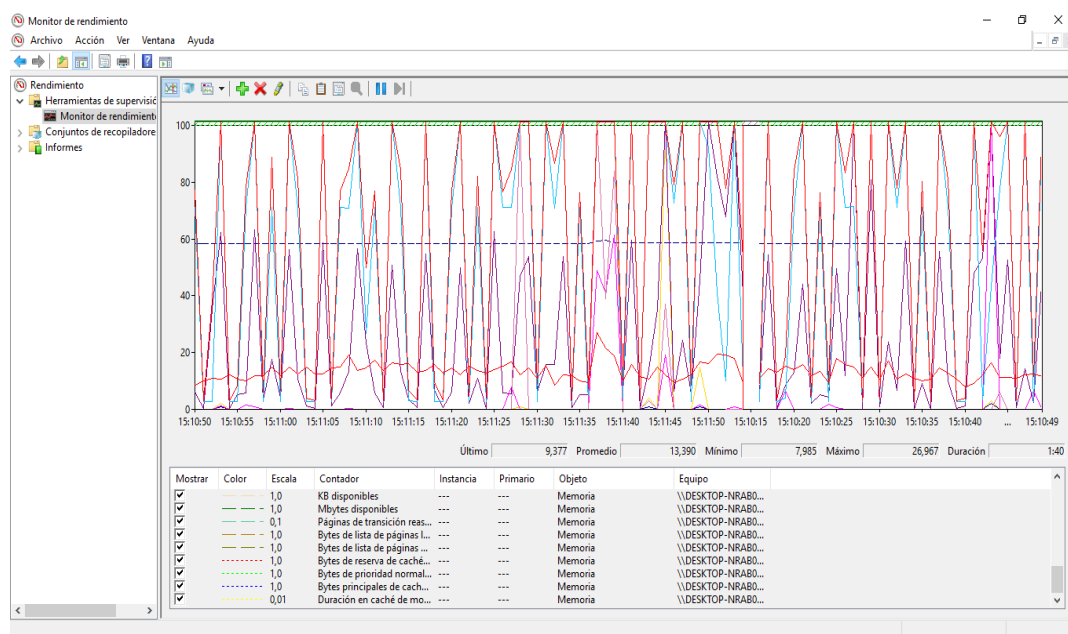 Monitor de rendimiento
Archivo Acción Ver Ventana Ayuda
Rendimiento
Herramientas de supervisió
Monitor de rendimiento
Conjuntos de recopiladore
Informes
100
80
60
40
20
0
15:10:50 15:10:55 15:11:00 15:11:05 15:11:10 15:11:15 15:11:20 15:11:25 15:11:30 15:11:35 15:11:40 15:11:45 15:11:50 15:10:15 15:10:20 15:10:25 15:10:30 15:10:35 15:10:40 ... 15:10:49
Último 9,377 Promedio 13,390 Mínimo 7,985 Máximo 26,967 Duración 1:40
Mostrar Color Escala Contador Instancia Primario Objeto Equipo
1,0 KB disponibles --- --- Memoria \\DESKTOP-NRAB0...
1,0 Mbytes disponibles --- --- Memoria \\DESKTOP-NRAB0...
0,1 Páginas de transición reas... --- --- Memoria \\DESKTOP-NRAB0...
1,0 Bytes de lista de páginas l... --- --- Memoria \\DESKTOP-NRAB0...
1,0 Bytes de lista de páginas ... --- --- Memoria \\DESKTOP-NRAB0...
1,0 Bytes de reserva de caché... --- --- Memoria \\DESKTOP-NRAB0...
1,0 Bytes de prioridad normal... --- --- Memoria \\DESKTOP-NRAB0...
1,0 Bytes principales de cach... --- --- Memoria \\DESKTOP-NRAB0...
0,01 Duración en caché de mo... --- --- Memoria \\DESKTOP-NRAB0...